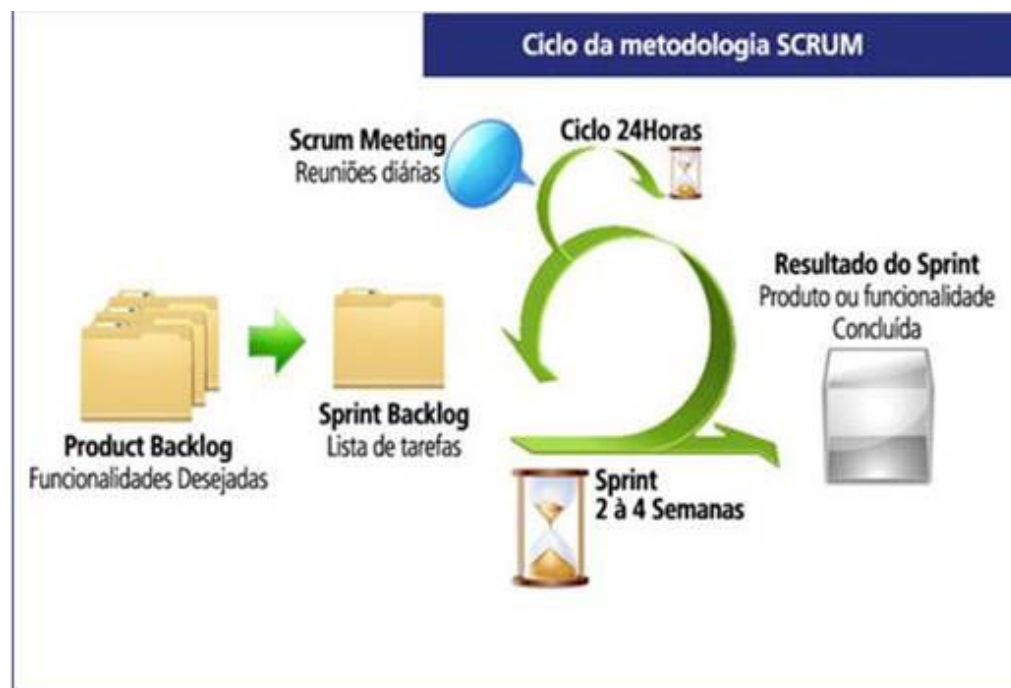 Ciclo da metodologia SCRUM
Scrum Meeting
Reuniões diárias
Ciclo 24Horas
Resultado do Sprint
Produto ou funcionalidade
Concluída
Product Backlog
Funcionalidades Desejadas
Sprint Backlog
Lista de tarefas
Sprint
2 à 4 Semanas